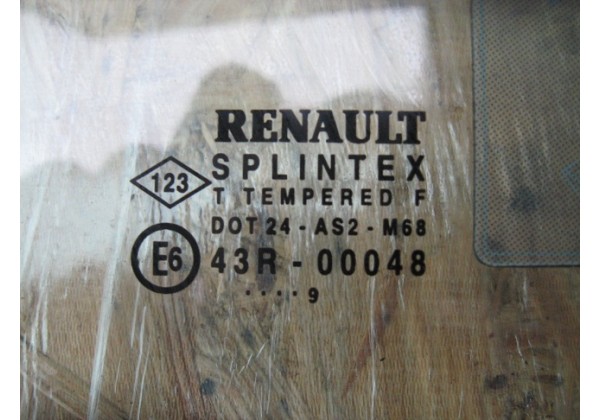 RENAULT
SPLINTEX
123
T TEMPERED F
DOT 24 - AS2 - M68
E6 43R - 00048
.... 9